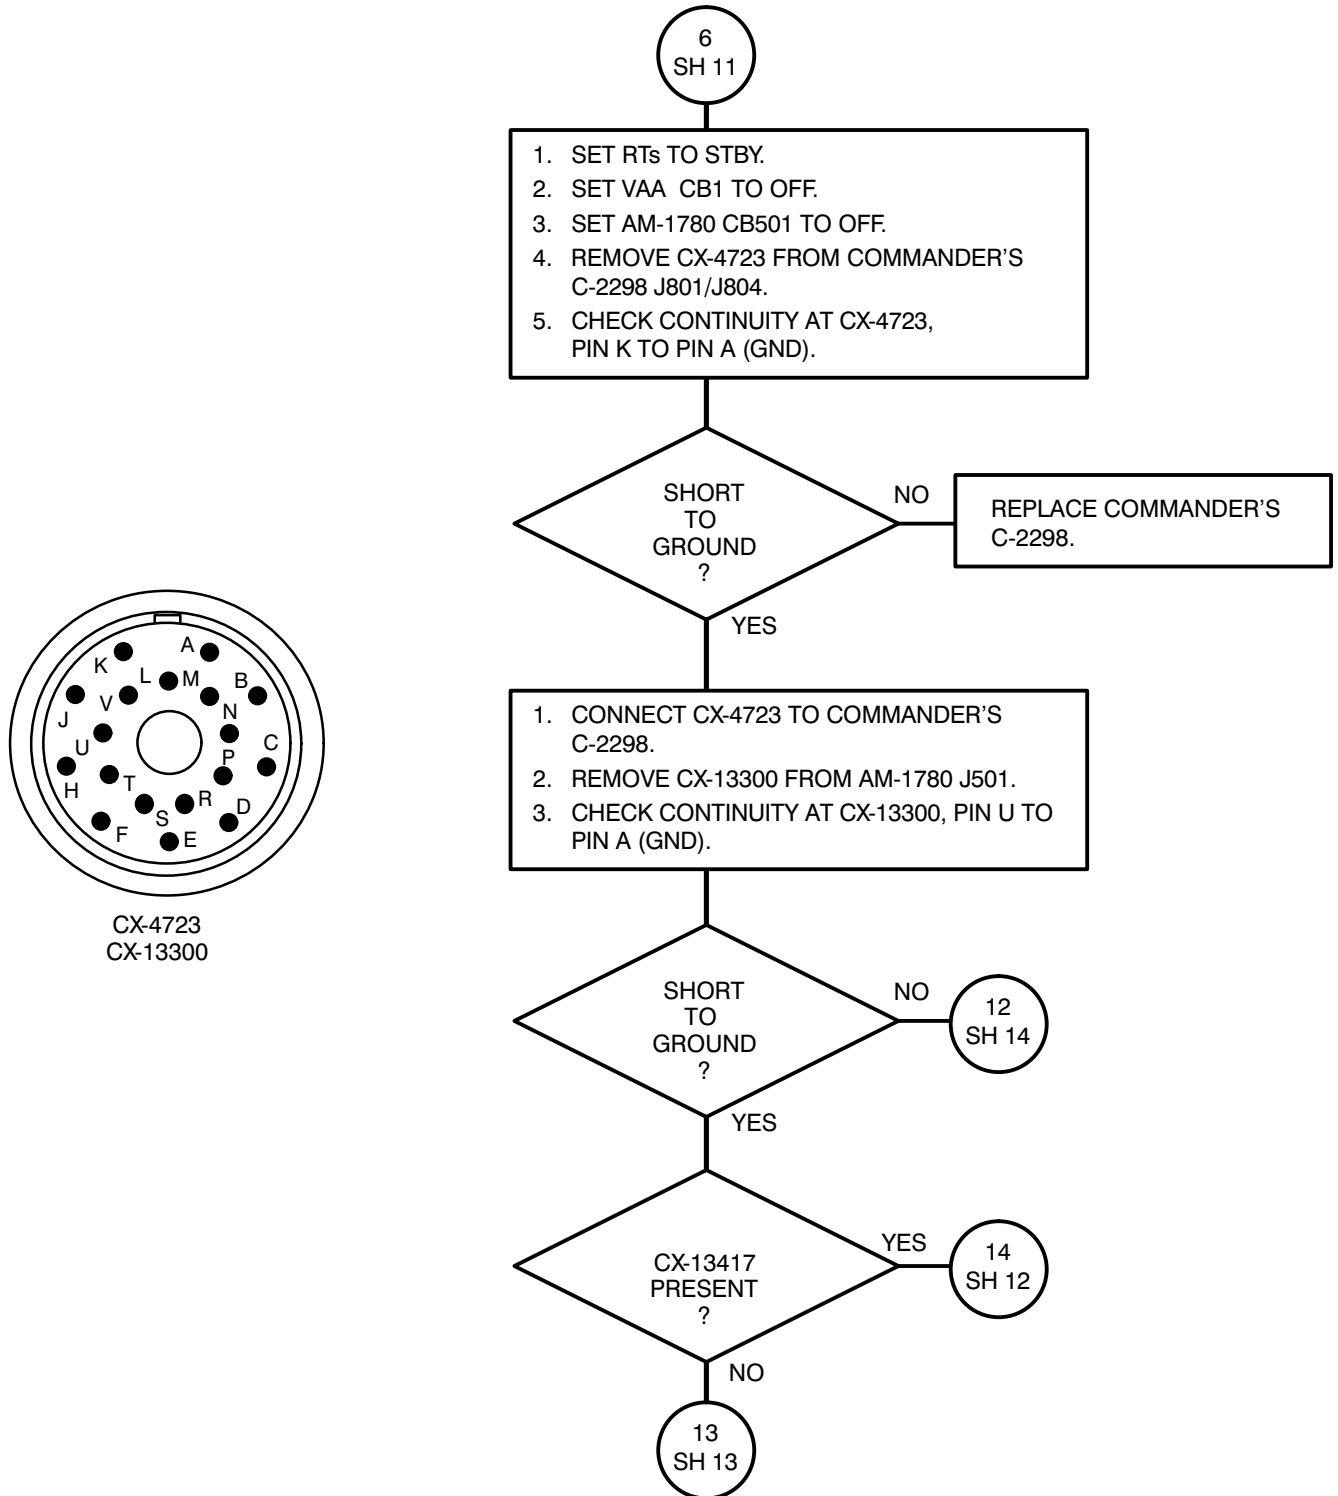 6
SH 11
1. SET RTs TO STBY.
2. SET VAA CB1 TO OFF.
3. SET AM-1780 CB501 TO OFF.
4. REMOVE CX-4723 FROM COMMANDER'S
C-2298 J801/J804.
5. CHECK CONTINUITY AT CX-4723,
PIN K TO PIN A (GND).
SHORT
TO
GROUND
?
NO
REPLACE COMMANDER'S
C-2298.
YES
K
A
L
M
B
J
V
N
U
C
P
H
T
R
D
S
F
E
CX-4723
CX-13300
1. CONNECT CX-4723 TO COMMANDER'S
C-2298.
2. REMOVE CX-13300 FROM AM-1780 J501.
3. CHECK CONTINUITY AT CX-13300, PIN U TO
PIN A (GND).
SHORT
TO
GROUND
?
NO
12
SH 14
YES
CX-13417
PRESENT
?
YES
14
SH 12
NO
13
SH 13